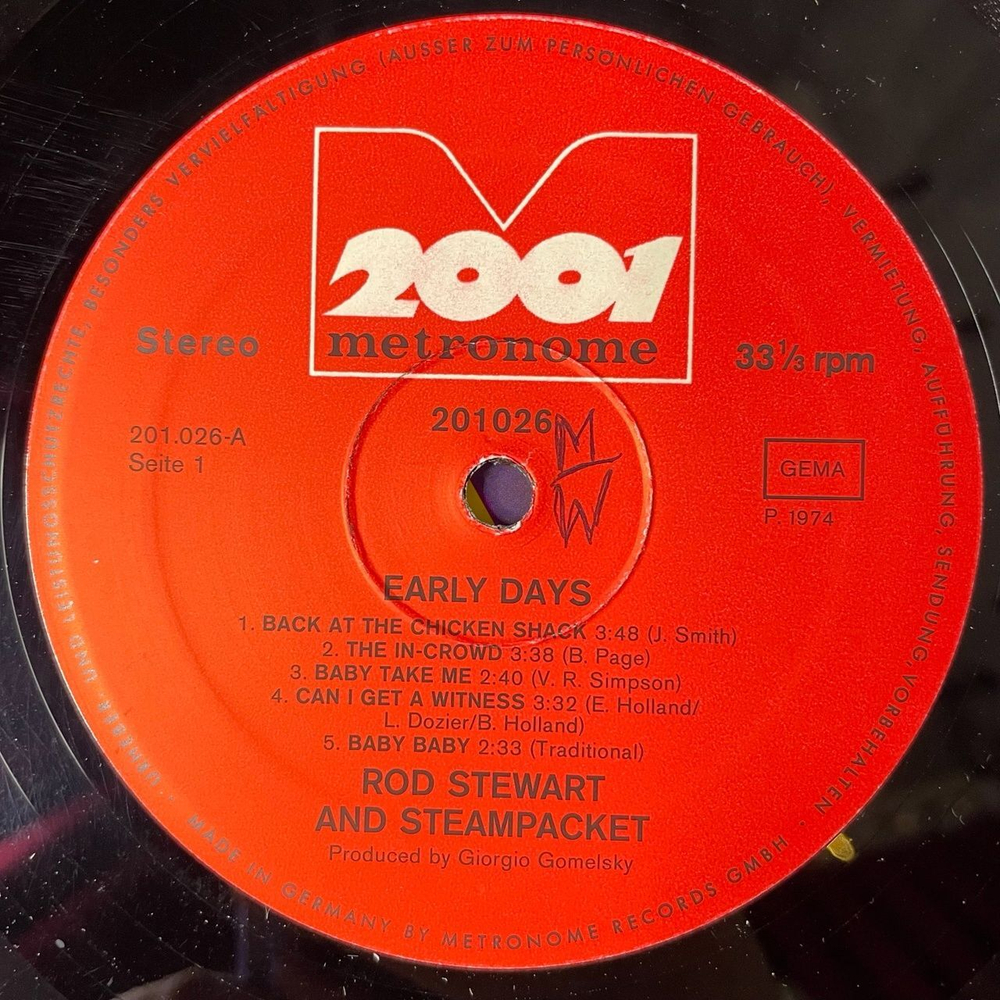 URHEBER- UND LEISTUNGSSCHUTZRECHTE, BESONDERS VERVIELFÄLTIGUNG (AUSSER ZUM PERSÖNLICHEN GEBRAUCH), VERMIETUNG, AUFFÜHRUNG, SENDUNG, VORBEHALTEN ·
2001
metronome
Stereo
33⅓ rpm
201026
M
W
201.026-A
Seite 1
GEMA
P. 1974
EARLY DAYS
1. BACK AT THE CHICKEN SHACK 3:48 (J. Smith)
2. THE IN-CROWD 3:38 (B. Page)
3. BABY TAKE ME 2:40 (V. R. Simpson)
4. CAN I GET A WITNESS 3:32 (E. Holland/
L. Dozier/B. Holland)
5. BABY BABY 2:33 (Traditional)
ROD STEWART
AND STEAMPACKET
Produced by Giorgio Gomelsky
· MADE IN GERMANY BY METRONOME RECORDS GMBH ·